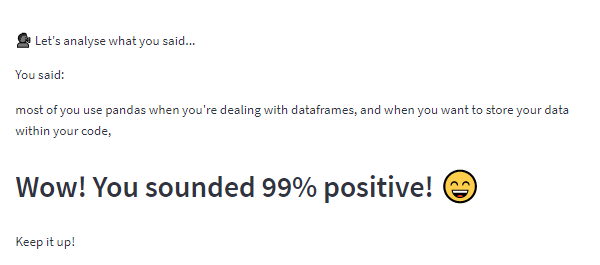 🗣 Let's analyse what you said...
You said:
most of you use pandas when you're dealing with dataframes, and when you want to store your data
within your code,
Wow! You sounded 99% positive! 😄
Keep it up!